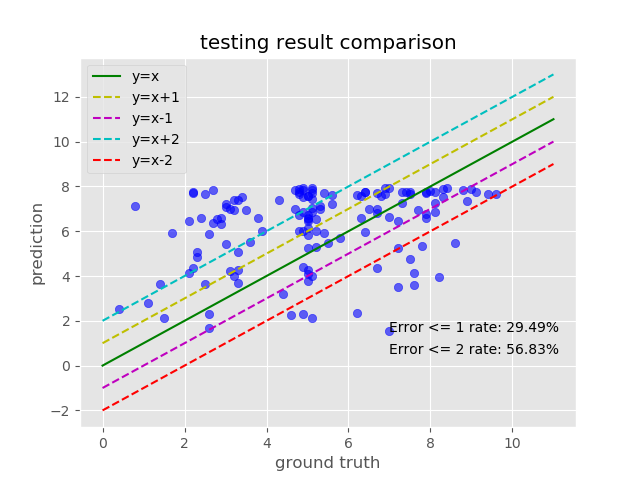 testing result comparison
y=x
y=x+1
y=x-1
y=x+2
y=x-2
12
10
8
6
4
2
0
−2
prediction
Error <= 1 rate: 29.49%
Error <= 2 rate: 56.83%
0 2 4 6 8 10
ground truth